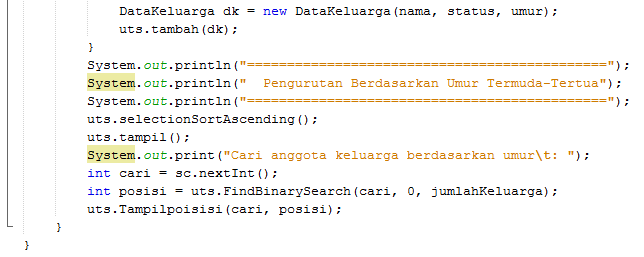 DataKeluarga dk = new DataKeluarga(nama, status, umur);
uts.tambah(dk);
}
System.out.println("=============================================");
System.out.println("  Pengurutan Berdasarkan Umur Termuda-Tertua");
System.out.println("=============================================");
uts.selectionSortAscending();
uts.tampil();
System.out.print("Cari anggota keluarga berdasarkan umur\t: ");
int cari = sc.nextInt();
int posisi = uts.FindBinarySearch(cari, 0, jumlahKeluarga);
uts.Tampilpoisisi(cari, posisi);
}
}